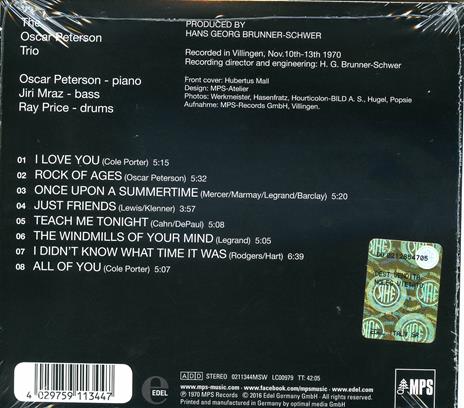 The
Oscar Peterson
Trio
Oscar Peterson - piano
Jiri Mraz - bass
Ray Price - drums
PRODUCED BY
HANS GEORG BRUNNER-SCHWER
Recorded in Villingen, Nov.10th-13th 1970
Recording director and engineering: H. G. Brunner-Schwer
Front cover: Hubertus Mall
Design: MPS-Atelier
Photos: Werkmeister, Hasenfratz, Hourticolon-BILD A. S., Hugel, Popsie
Aufnahme: MPS-Records GmbH, Villingen.
01 I LOVE YOU (Cole Porter) 5:15
02 ROCK OF AGES (Oscar Peterson) 5:32
03 ONCE UPON A SUMMERTIME (Mercer/Marmay/Legrand/Barclay) 5:20
04 JUST FRIENDS (Lewis/Klenner) 3:57
05 TEACH ME TONIGHT (Cahn/DePaul) 5:08
06 THE WINDMILLS OF YOUR MIND (Legrand) 5:05
07 I DIDN'T KNOW WHAT TIME IT WAS (Rodgers/Hart) 6:39
08 ALL OF YOU (Cole Porter) 5:07
4 029759 113447
e
EDEL
ADD STEREO 0211344MSW LC00979 TT: 42:05
www.mps-music.com · www.facebook.com/mpsmusic · www.edel.com
℗ 1970 MPS Records © 2016 Edel Germany GmbH
Printed and Manufactured in Germany by optimal media GmbH
MPS